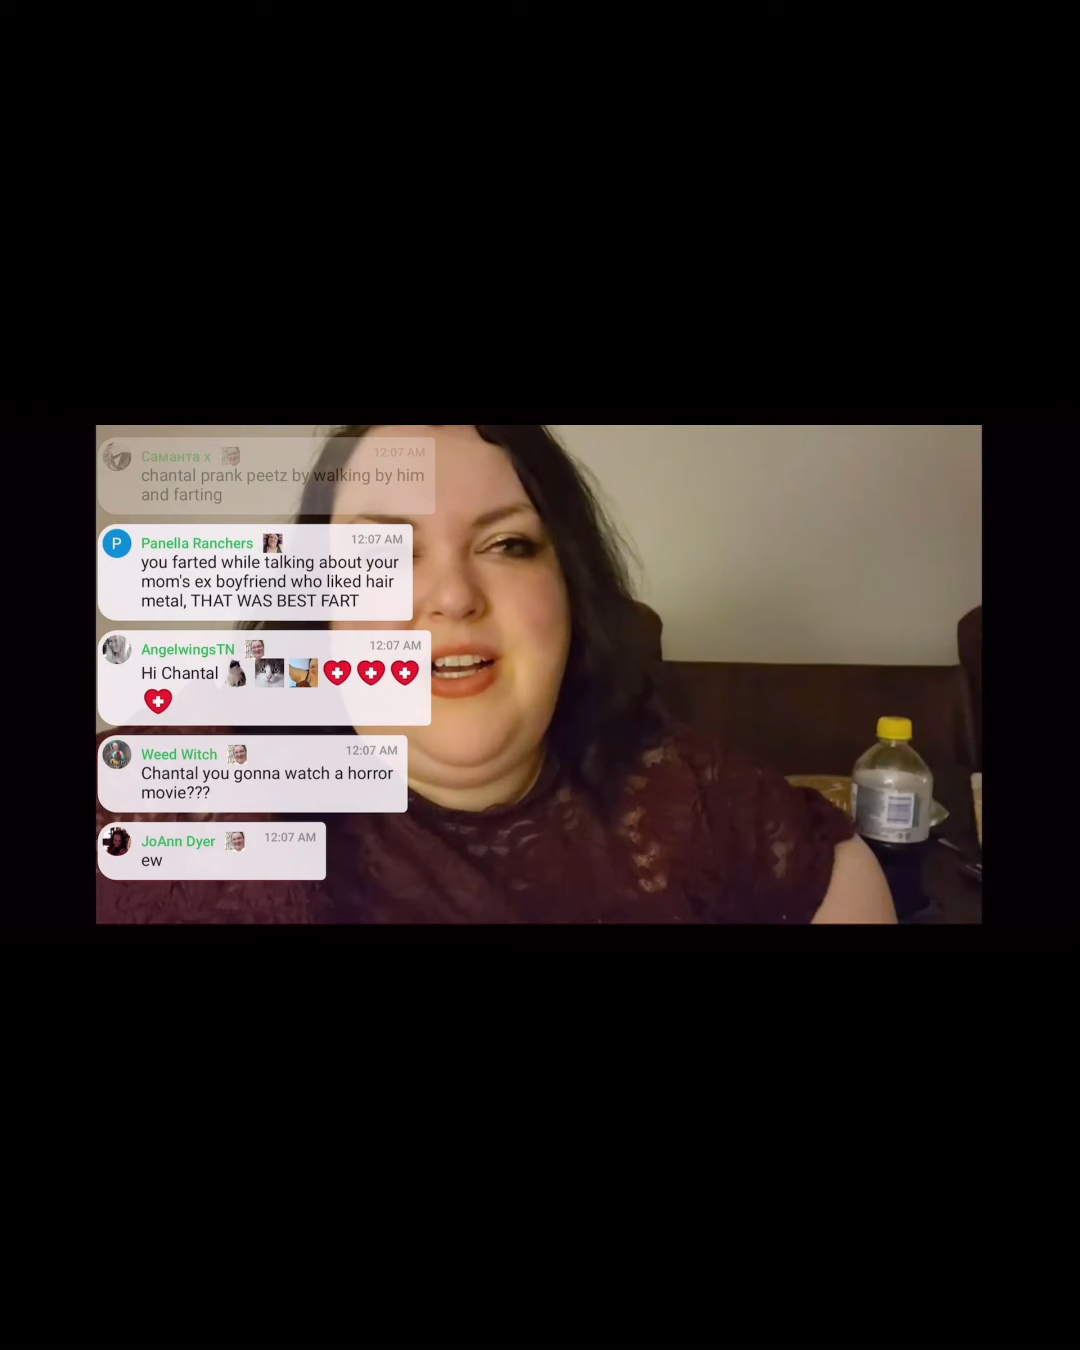 Саманта x 12:07 AM
chantal prank peetz by walking by him
and farting
P
Panella Ranchers 12:07 AM
you farted while talking about your
mom's ex boyfriend who liked hair
metal, THAT WAS BEST FART
AngelwingsTN 12:07 AM
Hi Chantal
Weed Witch 12:07 AM
Chantal you gonna watch a horror
movie???
JoAnn Dyer 12:07 AM
ew